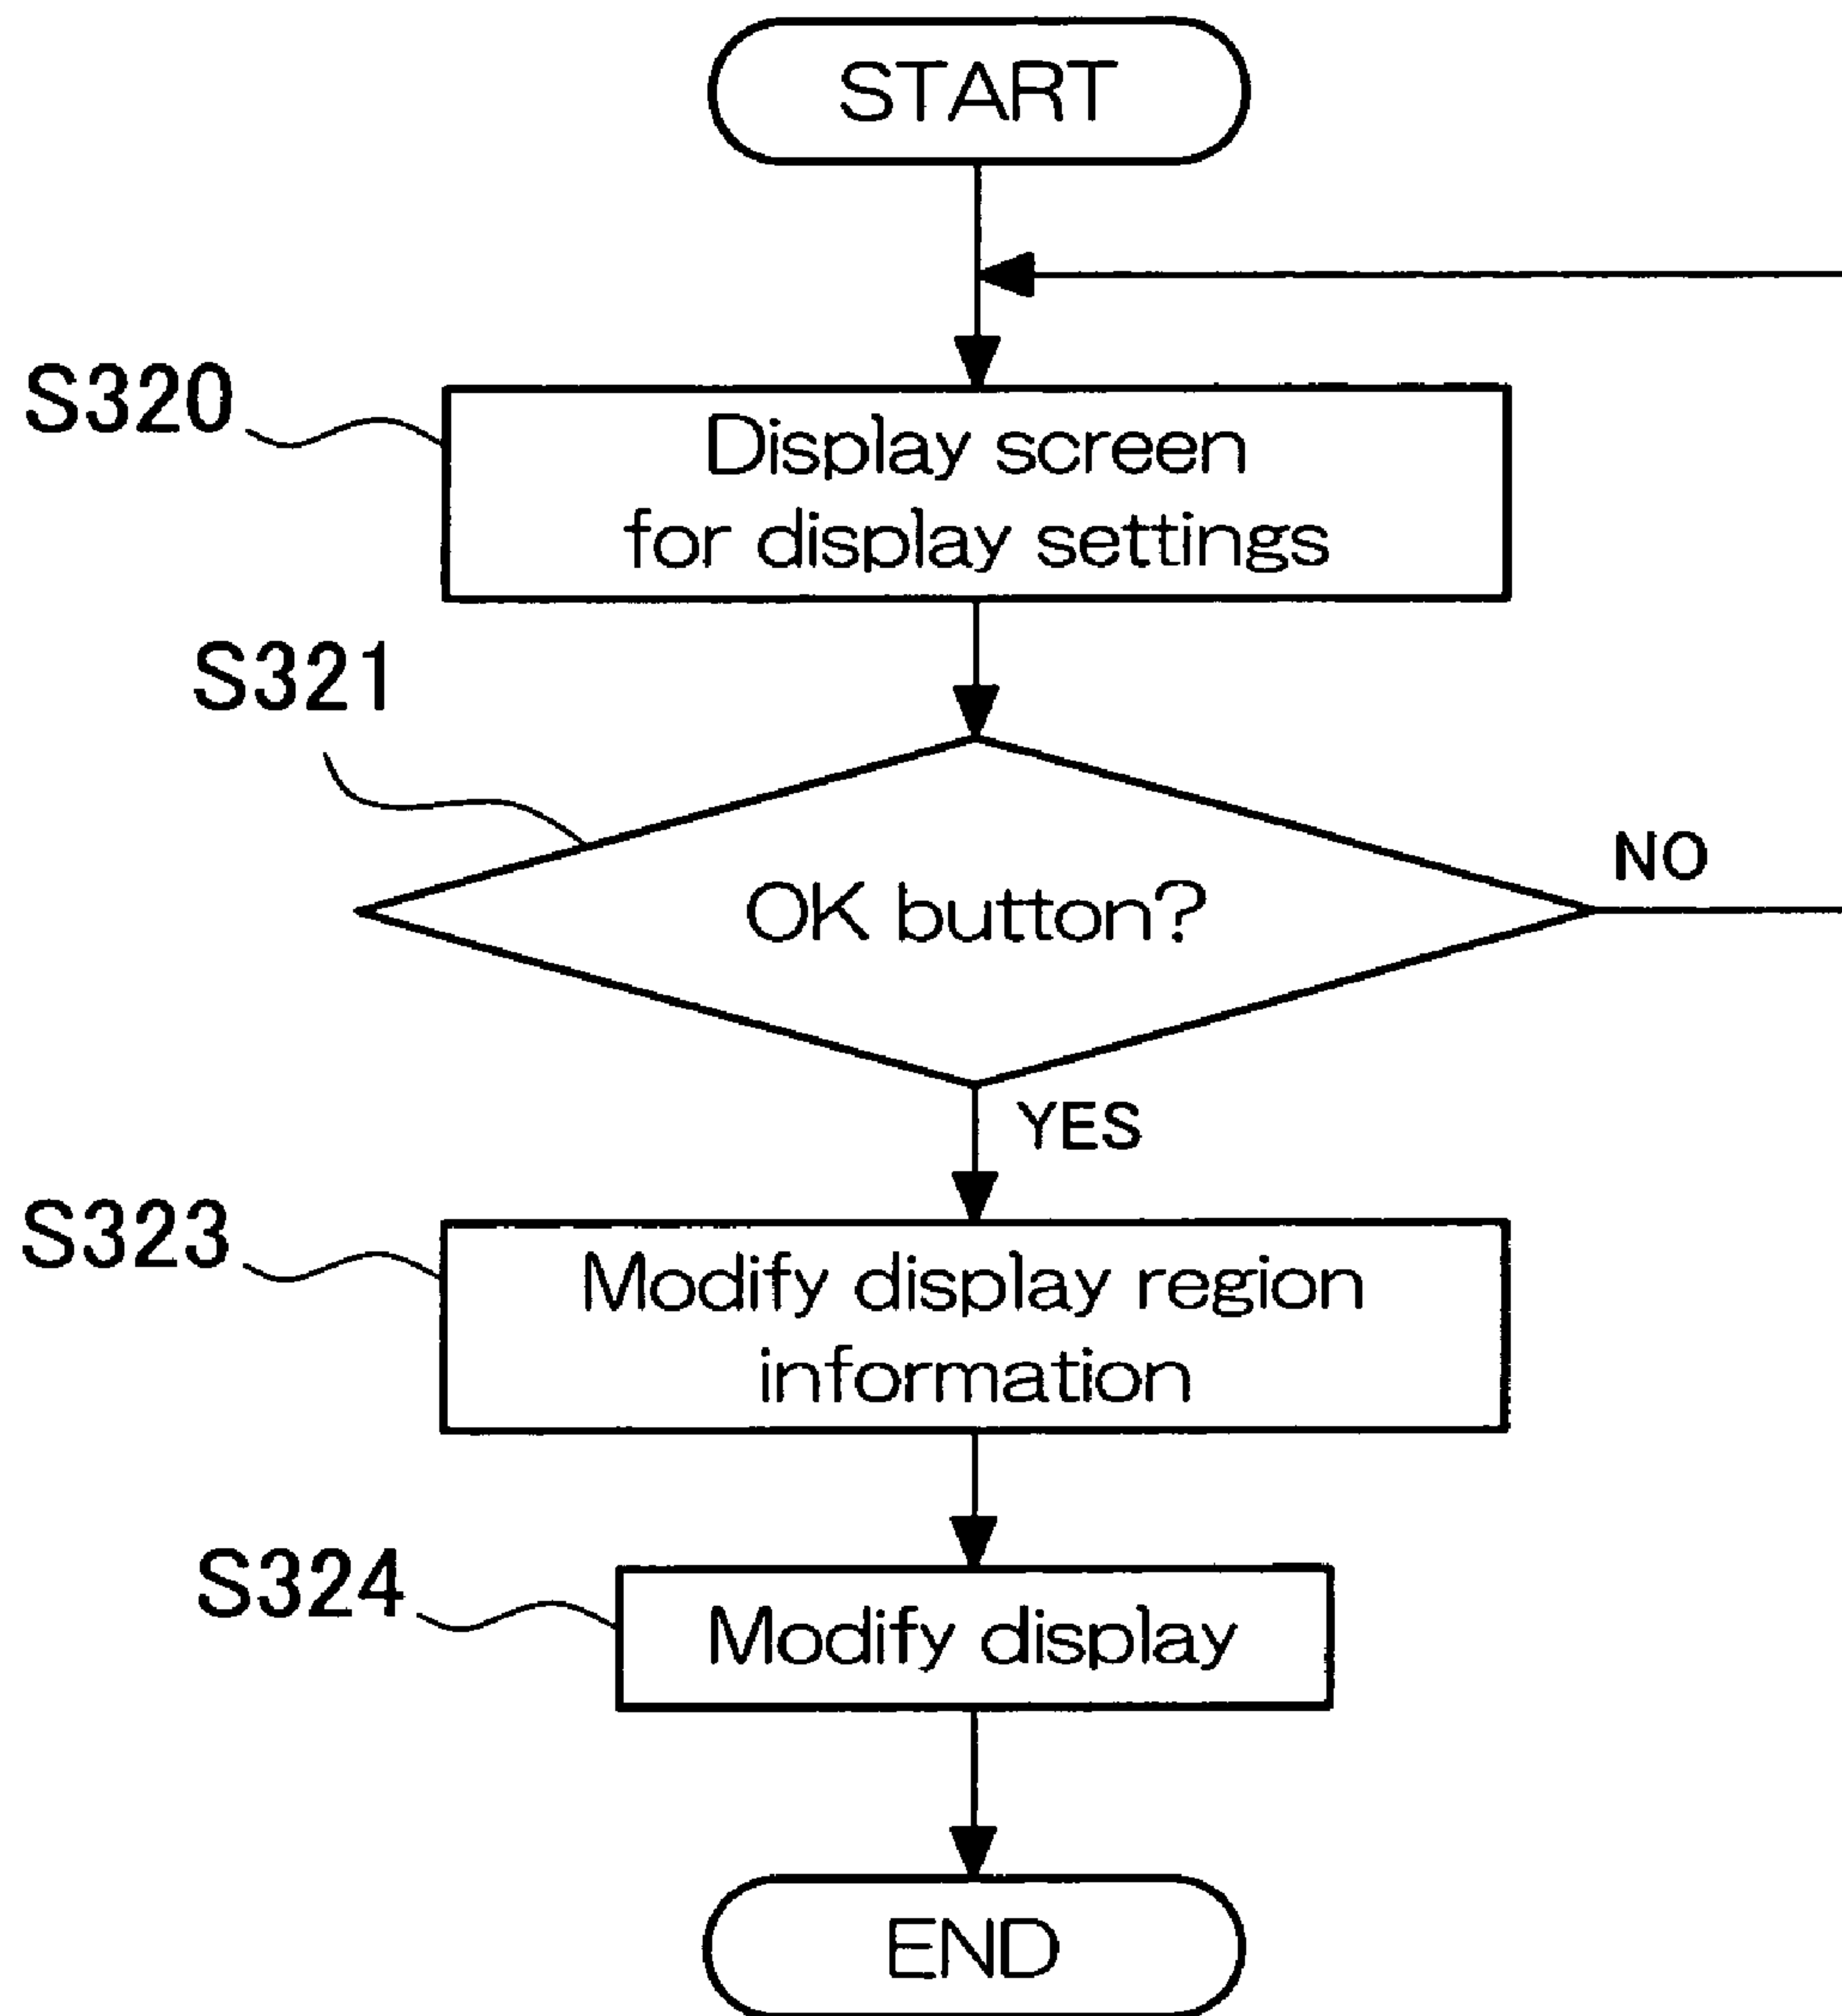 START
S320
Display screen
for display settings
S321
OK button?
NO
YES
S323
Modify display region
information
S324
Modify display
END